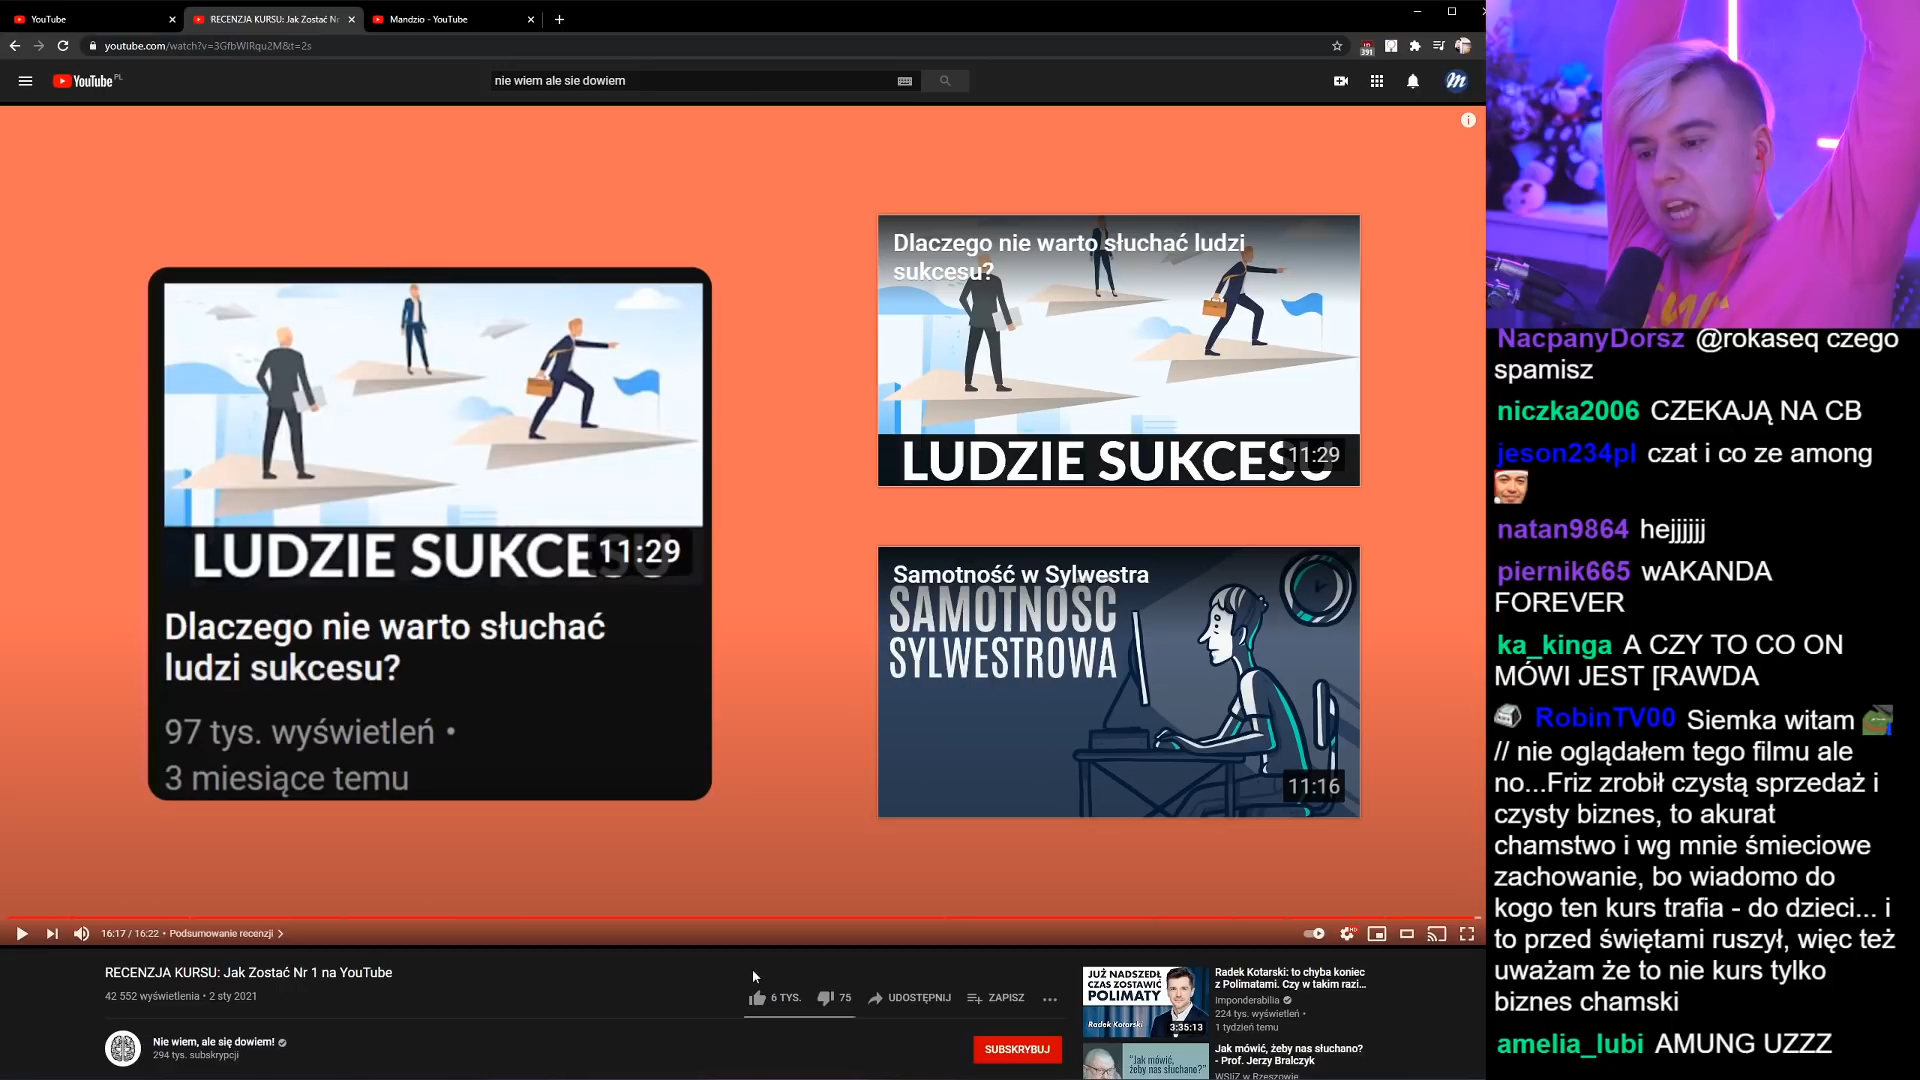 YouTube
RECENZJA KURSU: Jak Zostać Nr
Mandzio - YouTube
youtube.com/watch?v=3GfbWlRqu2M&t=2s
391
YouTube PL
nie wiem ale sie dowiem
Dlaczego nie warto słuchać ludzi
sukcesu?
LUDZIE SUKCESU
11:29
LUDZIE SUKCESU
11:29
Dlaczego nie warto słuchać
ludzi sukcesu?
97 tys. wyświetleń •
3 miesiące temu
Samotność w Sylwestra
SAMOTNOŚĆ
SYLWESTROWA
11:16
16:17 / 16:22 • Podsumowanie recenzji
HD
RECENZJA KURSU: Jak Zostać Nr 1 na YouTube
42 552 wyświetlenia • 2 sty 2021
6 TYS.
75
UDOSTĘPNIJ
ZAPISZ
Nie wiem, ale się dowiem!
294 tys. subskrypcji
SUBSKRYBUJ
JUŻ NADSZEDŁ
CZAS ZOSTAWIĆ
POLIMATY
Radek Kotarski
3:35:13
Radek Kotarski: to chyba koniec
z Polimatami. Czy w takim razi...
Imponderabilia
224 tys. wyświetleń •
1 tydzień temu
"Jak mówić,
żeby nas słuchano?"
Jak mówić, żeby nas słuchano?
- Prof. Jerzy Bralczyk
WSIiZ w Rzeszowie
NacpanyDorsz @rokaseq czego
spamisz
niczka2006 CZEKAJĄ NA CB
jeson234pl czat i co ze among
natan9864 hejjjjjj
piernik665 wAKANDA
FOREVER
ka_kinga A CZY TO CO ON
MÓWI JEST [RAWDA
RobinTV00 Siemka witam
// nie oglądałem tego filmu ale
no...Friz zrobił czystą sprzedaż i
czysty biznes, to akurat
chamstwo i wg mnie śmieciowe
zachowanie, bo wiadomo do
kogo ten kurs trafia - do dzieci... i
to przed świętami ruszył, więc też
uważam że to nie kurs tylko
biznes chamski
amelia_lubi AMUNG UZZZ